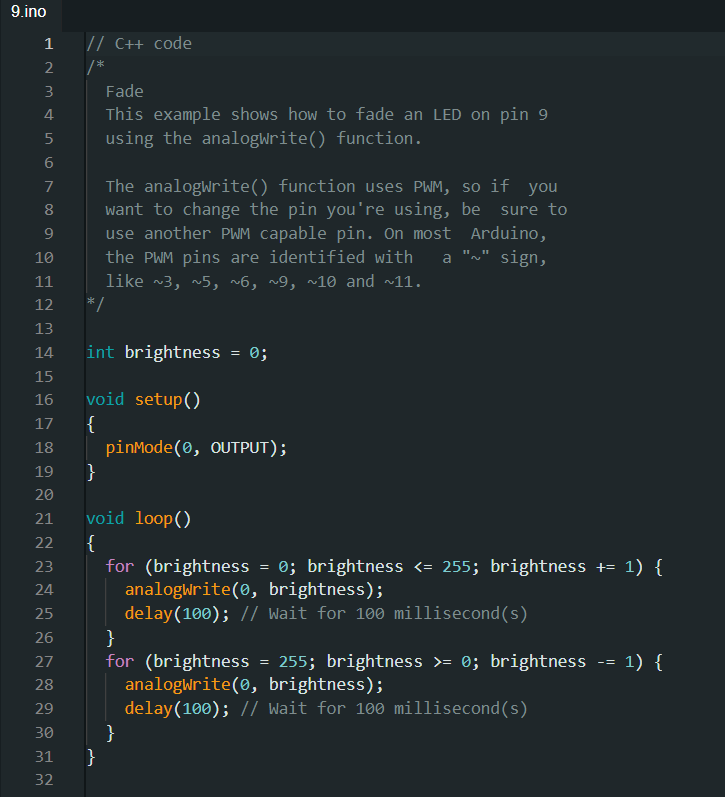 9.ino
1 // C++ code
2 /*
3   Fade
4   This example shows how to fade an LED on pin 9
5   using the analogWrite() function.
6
7   The analogWrite() function uses PWM, so if  you
8   want to change the pin you're using, be  sure to
9   use another PWM capable pin. On most  Arduino,
10   the PWM pins are identified with   a "~" sign,
11   like ~3, ~5, ~6, ~9, ~10 and ~11.
12 */
13
14 int brightness = 0;
15
16 void setup()
17 {
18   pinMode(0, OUTPUT);
19 }
20
21 void loop()
22 {
23   for (brightness = 0; brightness <= 255; brightness += 1) {
24     analogWrite(0, brightness);
25     delay(100); // Wait for 100 millisecond(s)
26   }
27   for (brightness = 255; brightness >= 0; brightness -= 1) {
28     analogWrite(0, brightness);
29     delay(100); // Wait for 100 millisecond(s)
30   }
31 }
32